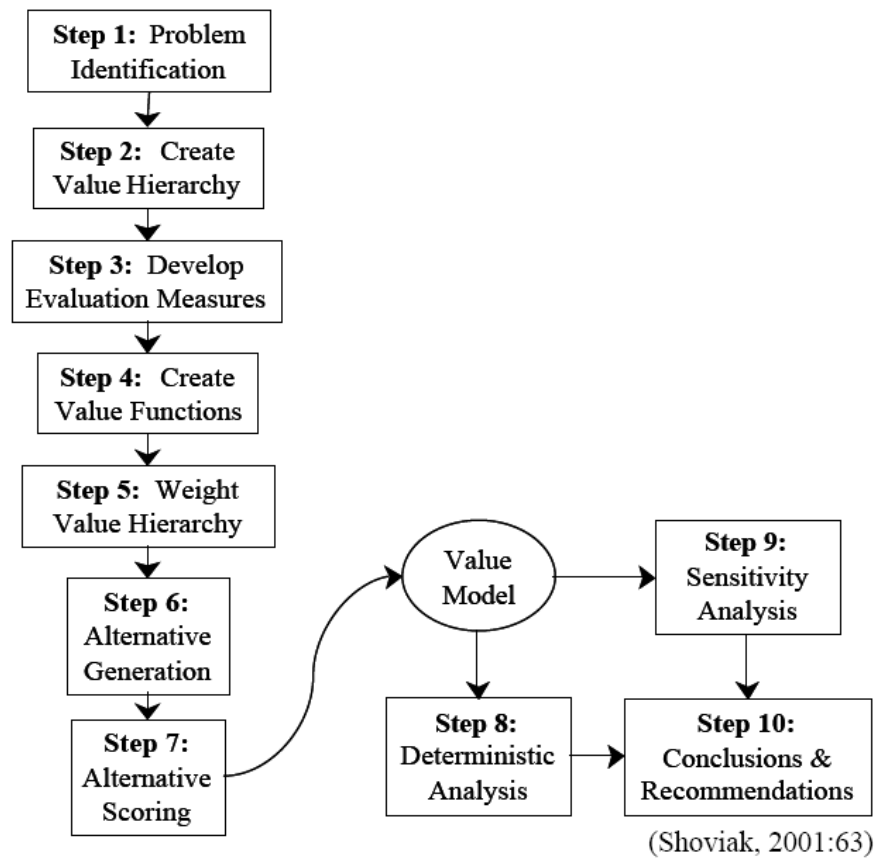 Step 1: Problem
Identification
Step 2: Create
Value Hierarchy
Step 3: Develop
Evaluation Measures
Step 4: Create
Value Functions
Step 5: Weight
Value Hierarchy
Step 6:
Alternative
Generation
Step 7:
Alternative
Scoring
Value
Model
Step 8:
Deterministic
Analysis
Step 9:
Sensitivity
Analysis
Step 10:
Conclusions &
Recommendations
(Shoviak, 2001:63)